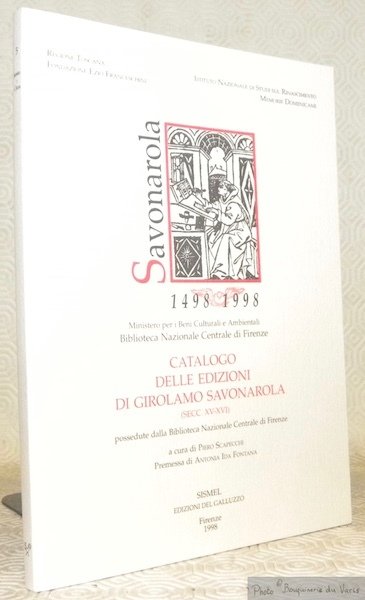 Regione Toscana
Fondazione Ezio Franceschini
Istituto Nazionale di Studi sul Rinascimento
Memorie Domenicane
Savonarola
1498 1998
Ministero per i Beni Culturali e Ambientali
Biblioteca Nazionale Centrale di Firenze
CATALOGO
DELLE EDIZIONI
DI GIROLAMO SAVONAROLA
(SECC. XV-XVI)
possedute dalla Biblioteca Nazionale Centrale di Firenze
a cura di Piero Scapecchi
Premessa di Antonia Ida Fontana
SISMEL
EDIZIONI DEL GALLUZZO
Firenze
1998
Photo © Bouquinerie du Varis